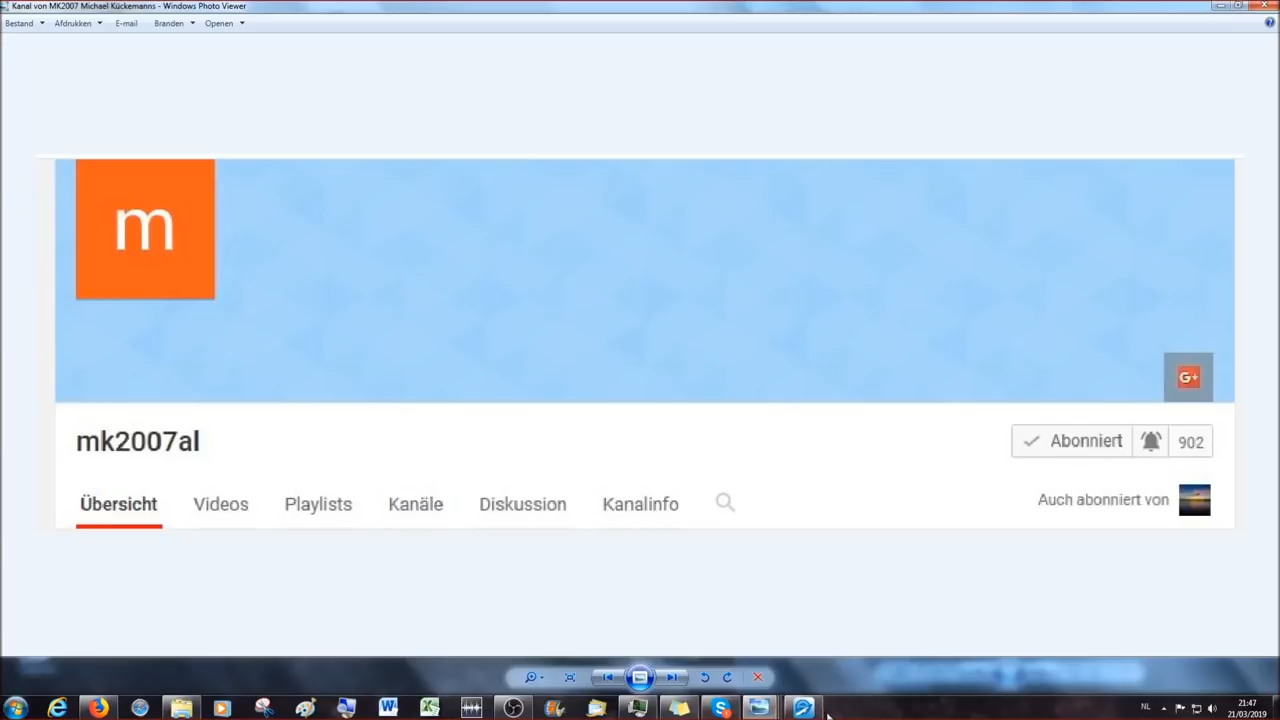 Kanal von MK2007 Michael Kückemanns - Windows Photo Viewer
Bestand Afdrukken E-mail Branden Openen
m
G+
mk2007al
Abonniert 902
Übersicht Videos Playlists Kanäle Diskussion Kanalinfo
Auch abonniert von
NL 21:47
21/03/2019